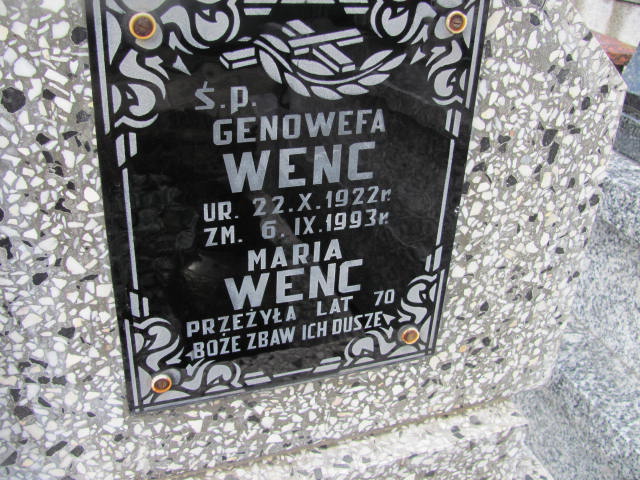 Ś.p.
GENOWEFA
WENC
UR. 22.X.1922r.
ZM. 6.IX.1993r.
MARIA
WENC
PRZEŻYŁA LAT 70
BOŻE ZBAW ICH DUSZE